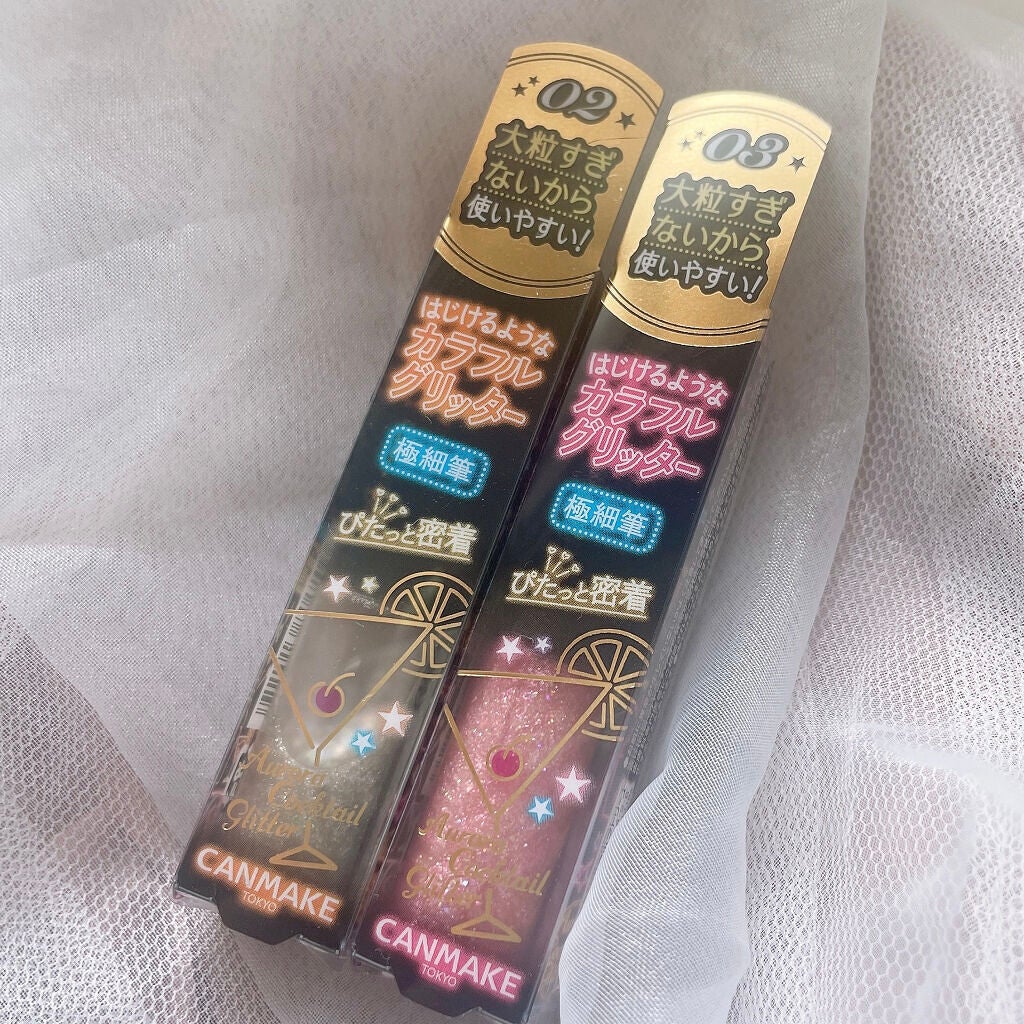 02
大粒すぎ
ないから
使いやすい!
はじけるような
カラフル
グリッター
極細筆
ぴたっと密着
Aurora
Cocktail
Glitter
CANMAKE
TOKYO
03
大粒すぎ
ないから
使いやすい!
はじけるような
カラフル
グリッター
極細筆
ぴたっと密着
Aurora
Cocktail
Glitter
CANMAKE
TOKYO